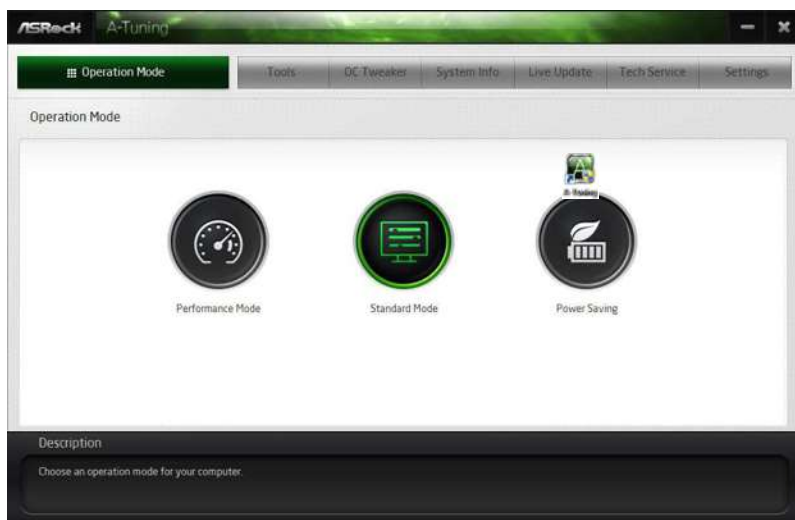 ASRock A-Tuning
Operation Mode Tools OC Tweaker System Info Live Update Tech Service Settings
Operation Mode
A-Tuning
Performance Mode Standard Mode Power Saving
Description
Choose an operation mode for your computer.